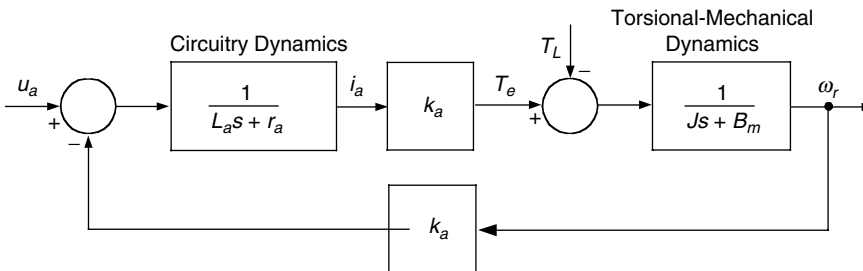 Circuitry Dynamics
Torsional-Mechanical
Dynamics
u_a
+
−
1
L_a s + r_a
i_a
k_a
T_e
+
T_L
−
1
Js + B_m
ω_r
k_a